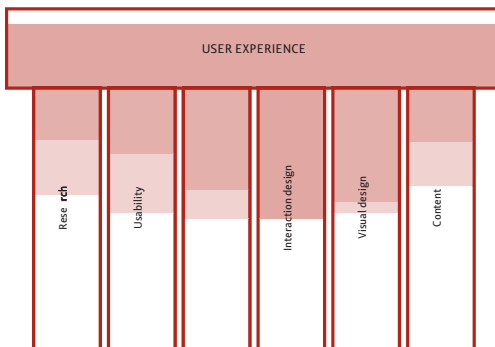 USER EXPERIENCE
Rese rch
Usability
Interaction design
Visual design
Content